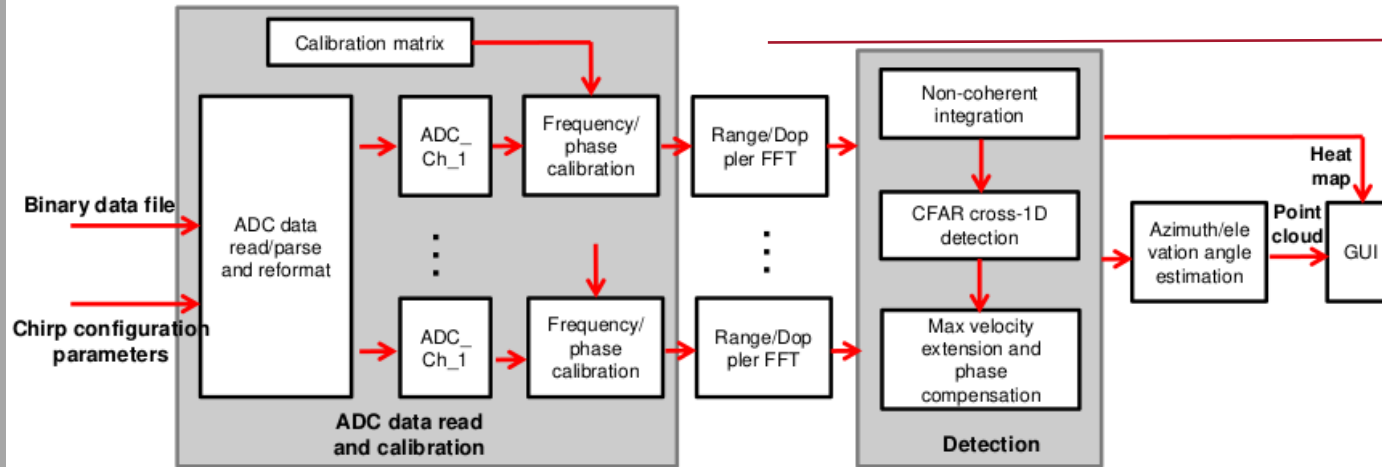 Calibration matrix
Binary data file
Chirp configuration
parameters
ADC data
read/parse
and reformat
ADC_
Ch_1
Frequency/
phase
calibration
Range/Dop
pler FFT
ADC_
Ch_1
Frequency/
phase
calibration
Range/Dop
pler FFT
ADC data read
and calibration
Non-coherent
integration
CFAR cross-1D
detection
Max velocity
extension and
phase
compensation
Detection
Azimuth/ele
vation angle
estimation
Heat
map
Point
cloud
GUI